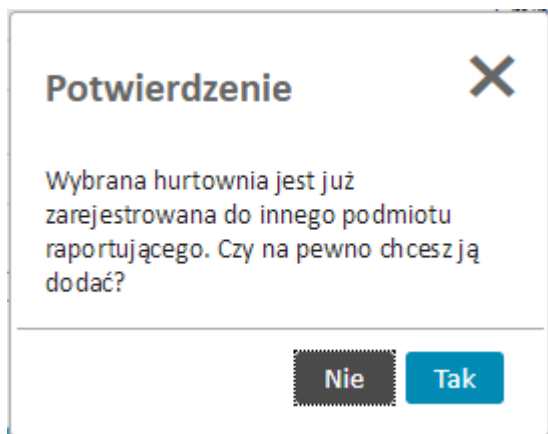 Potwierdzenie
Wybrana hurtownia jest już
zarejestrowana do innego podmiotu
raportującego. Czy na pewno chcesz ją
dodać?
Nie
Tak